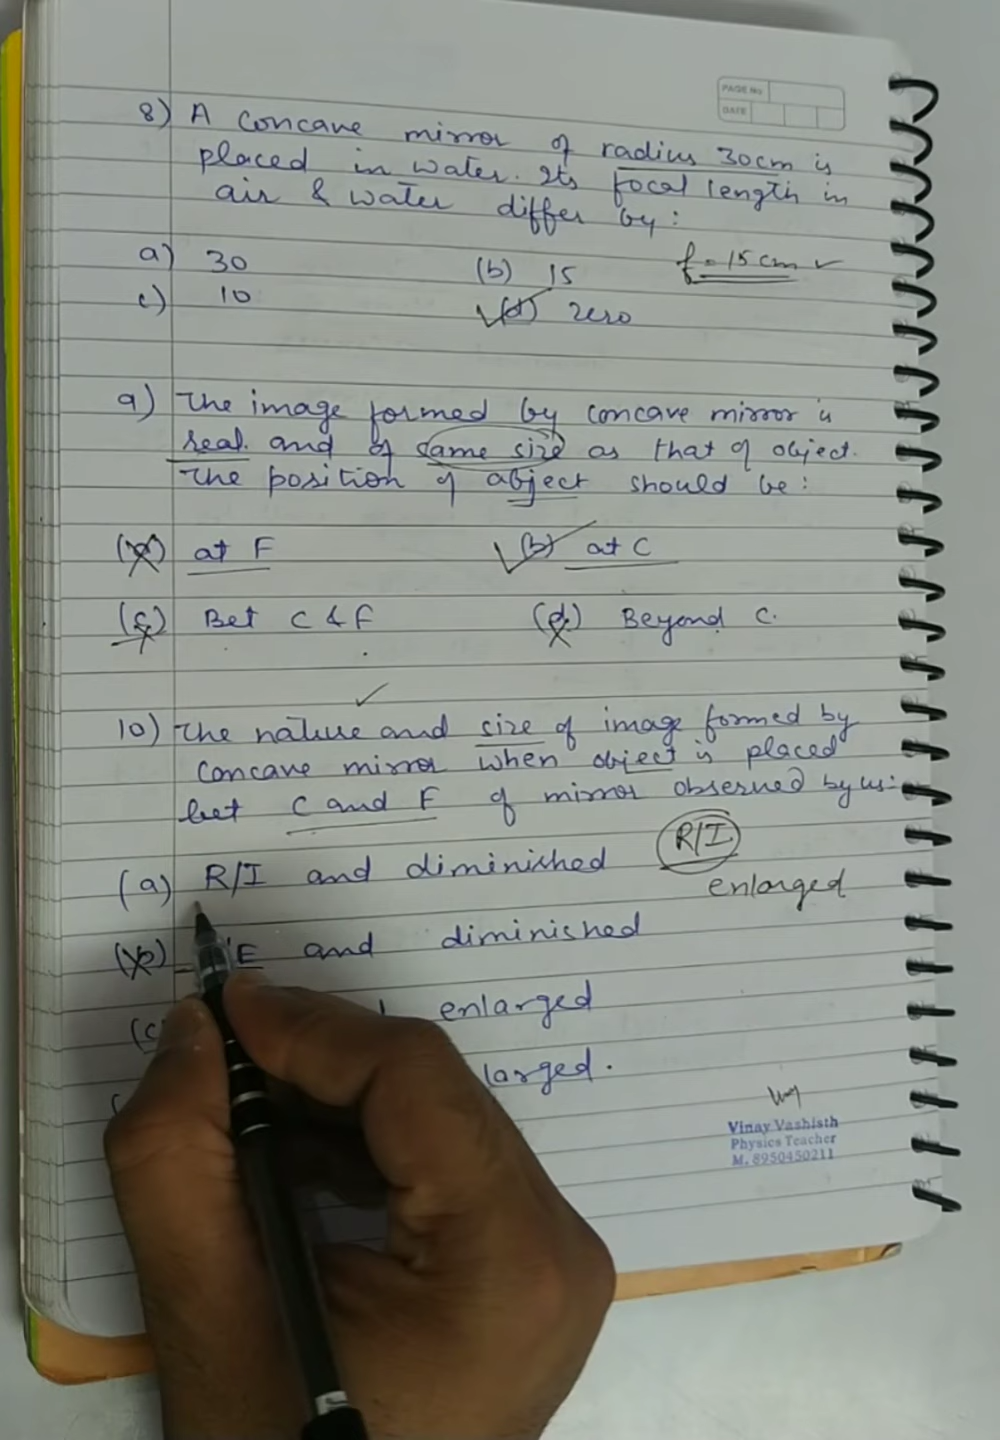 PAGE No
DATE
8) A concave mirror of radius 30cm is
placed in water. Its focal length in
air & water differ by:
a) 30 (b) 15 f = 15 cm
c) 10 (d) zero
9) The image formed by concave mirror is
real and of same size as that of object.
The position of object should be:
(a) at F (b) at C
(c) Bet C & F (d) Beyond C.
10) The nature and size of image formed by
concave mirror when object is placed
bet C and F of mirror observed by us:-
R/I
(a) R/I and diminished enlarged
(b) E and diminished
(c enlarged
larged.
Vinay Vashisth
Physics Teacher
M. 8950450211